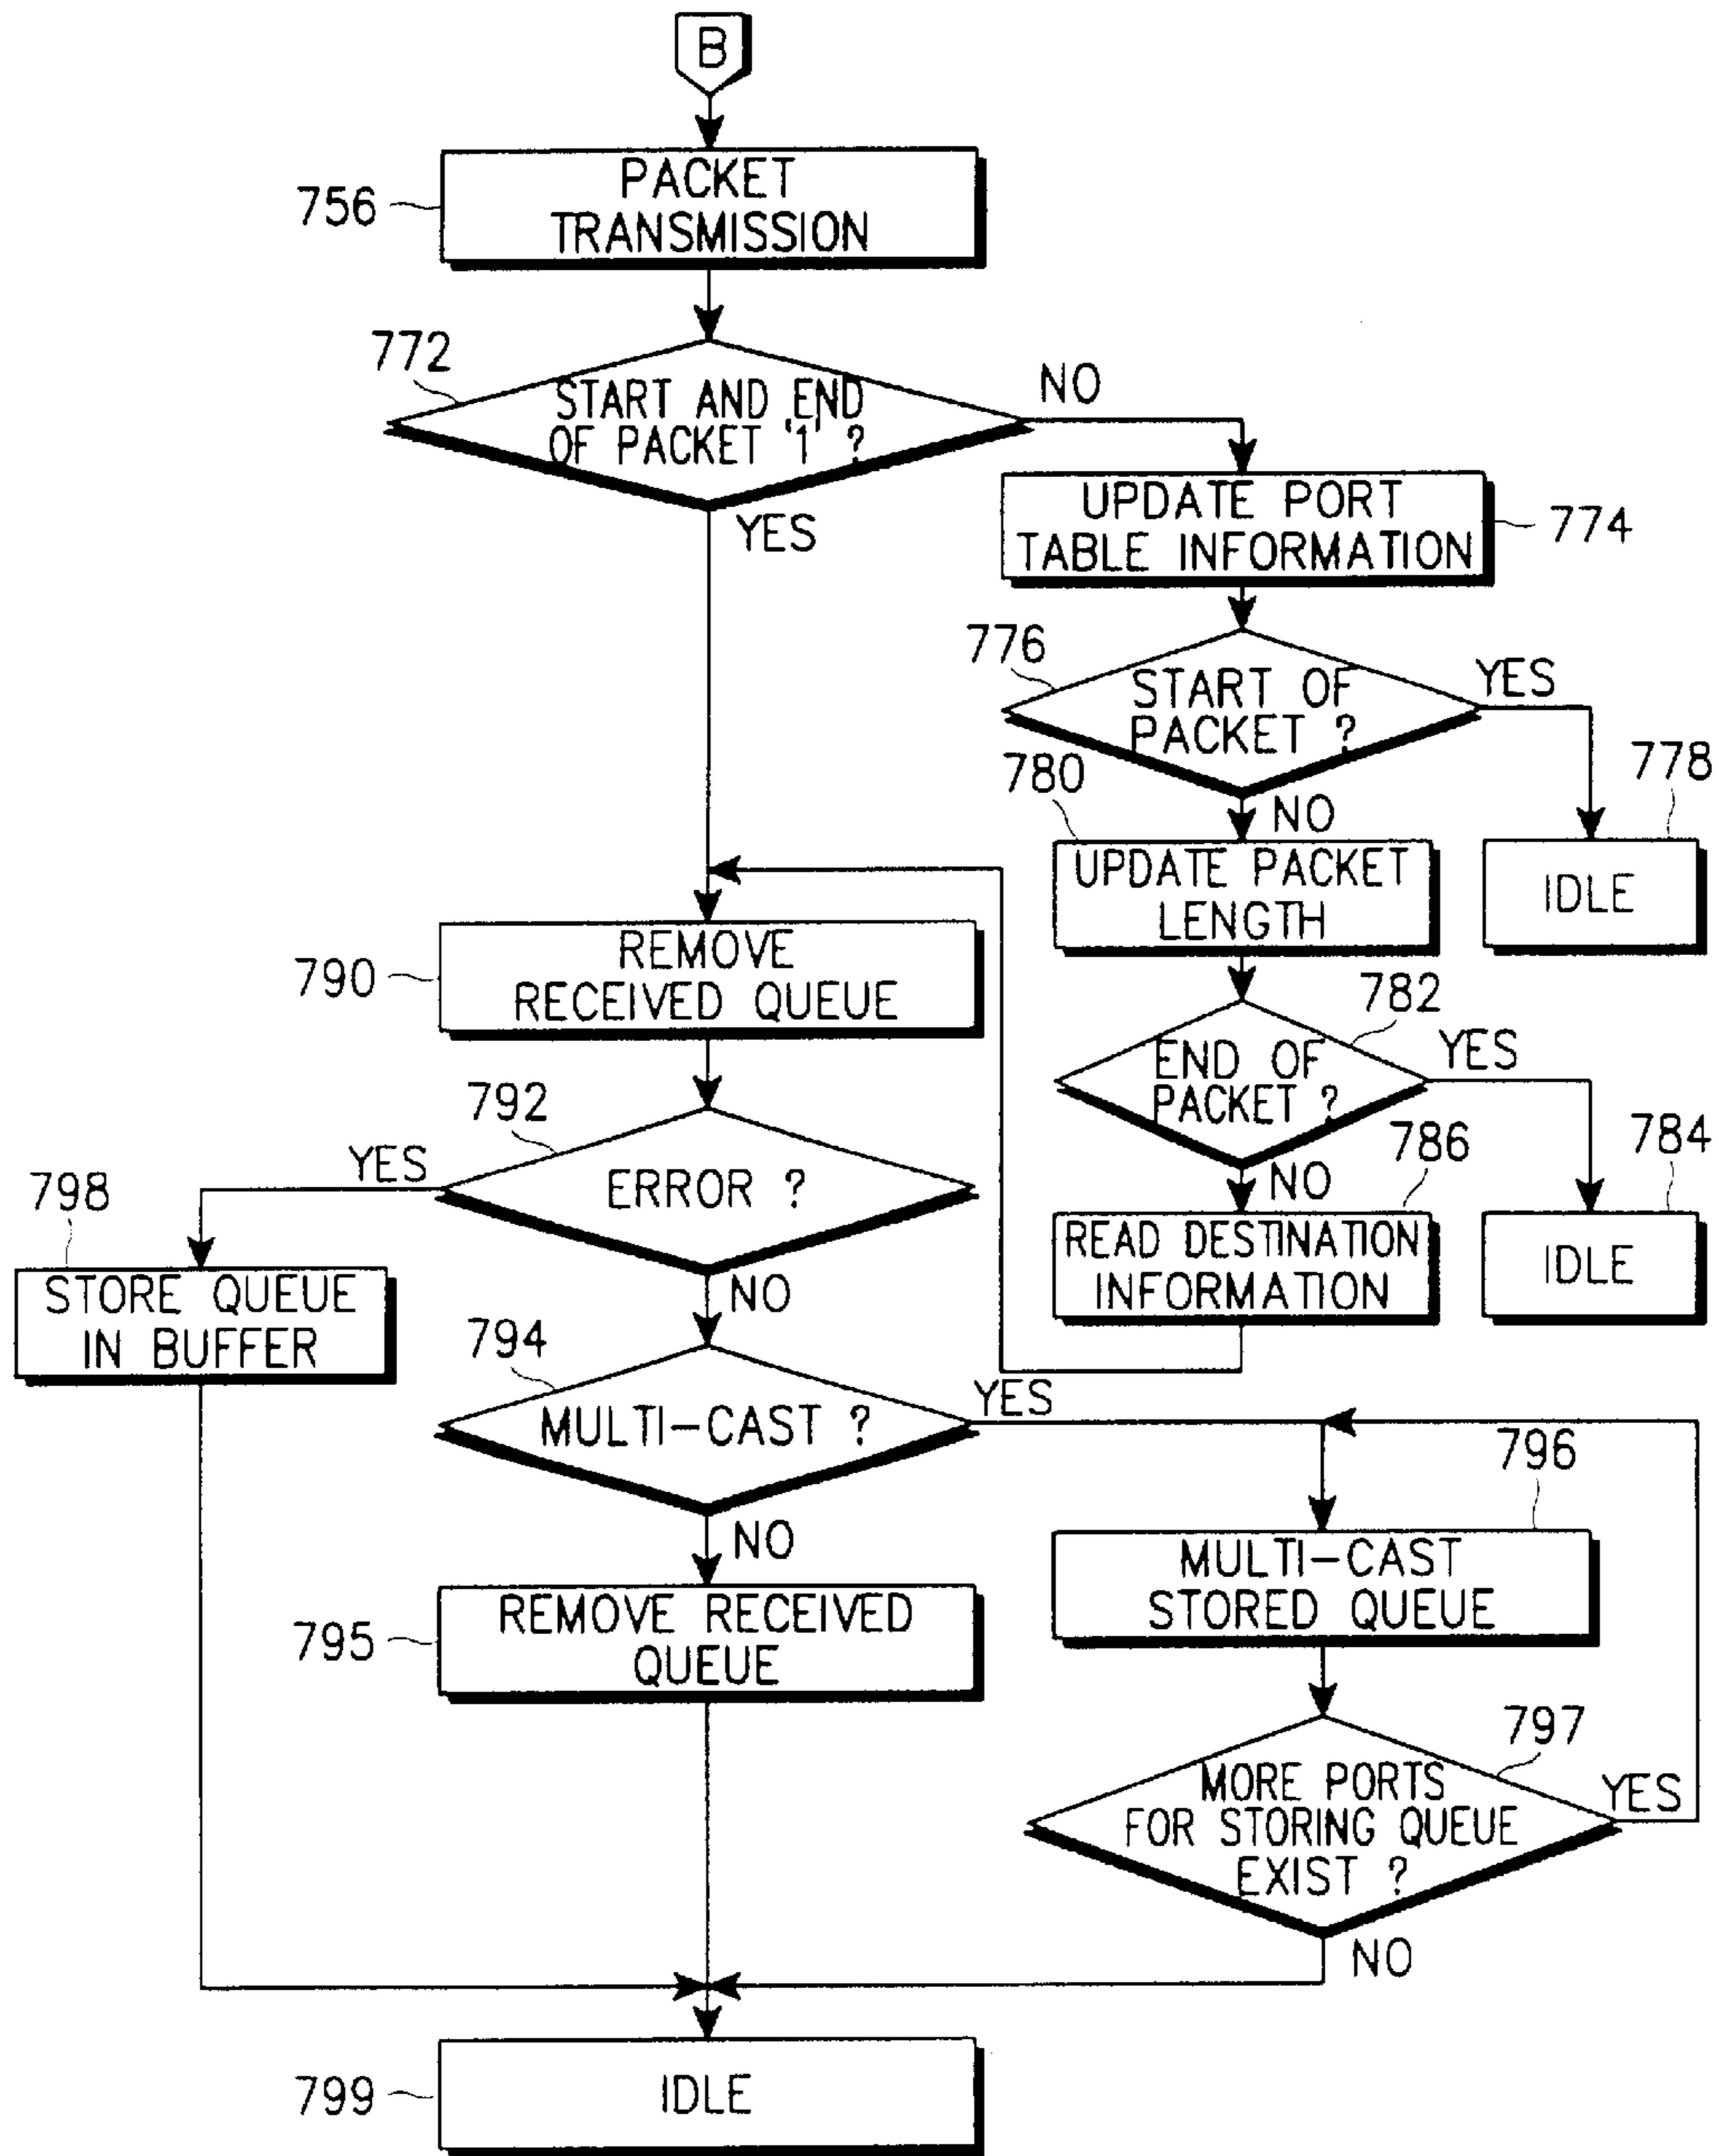 B
PACKET
TRANSMISSION
756
772
START AND END
OF PACKET '1' ?
NO
YES
UPDATE PORT
TABLE INFORMATION
774
776
START OF
PACKET ?
YES
778
780
NO
UPDATE PACKET
LENGTH
IDLE
REMOVE
RECEIVED QUEUE
790
782
END OF
PACKET ?
YES
792
786
784
YES
ERROR ?
NO
798
READ DESTINATION
INFORMATION
IDLE
STORE QUEUE
IN BUFFER
NO
794
YES
MULTI-CAST ?
796
NO
MULTI-CAST
STORED QUEUE
REMOVE RECEIVED
QUEUE
795
797
MORE PORTS
FOR STORING QUEUE
EXIST ?
YES
NO
IDLE
799